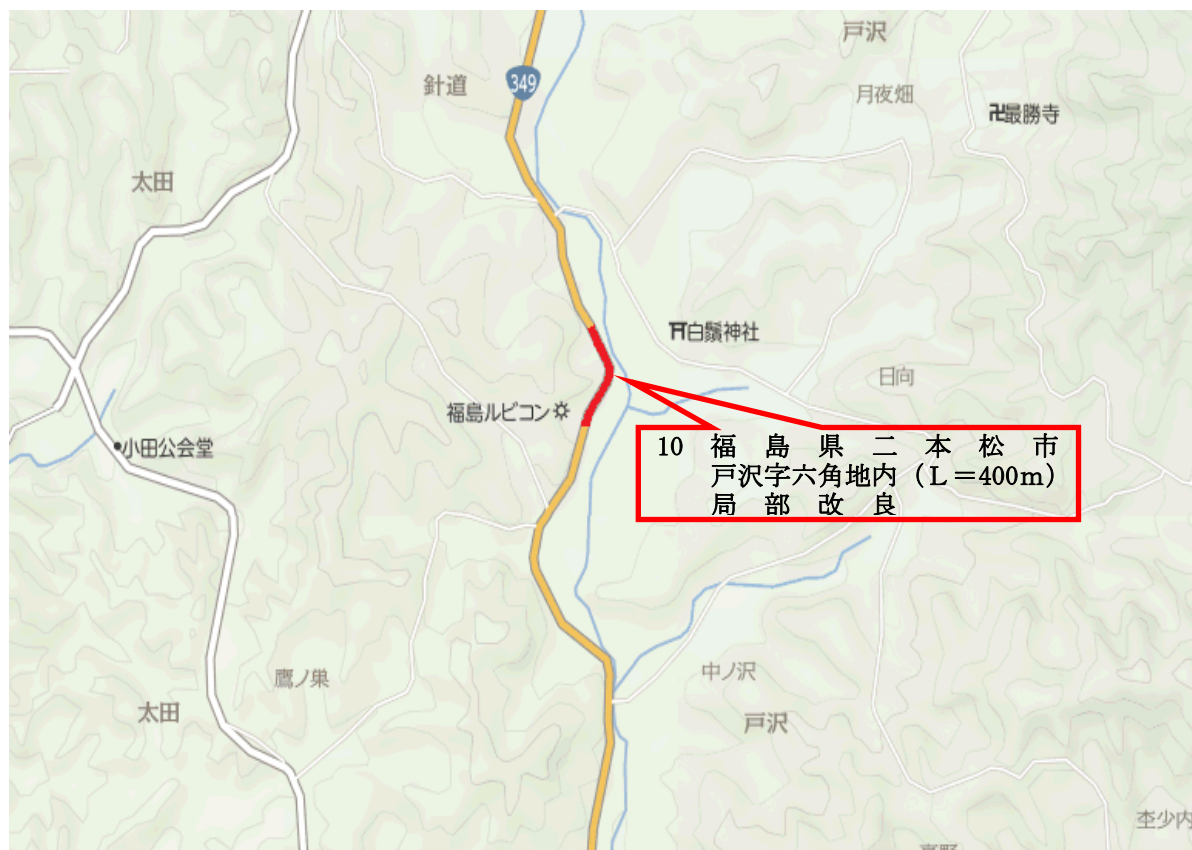 戸沢
針道
349
月夜畑
卍最勝寺
太田
白鬚神社
日向
福島ルビコン
小田公会堂
10 福島県二本松市
戸沢字六角地内（L＝400m）
局部改良
中ノ沢
鷹ノ巣
太田
戸沢
杢少内